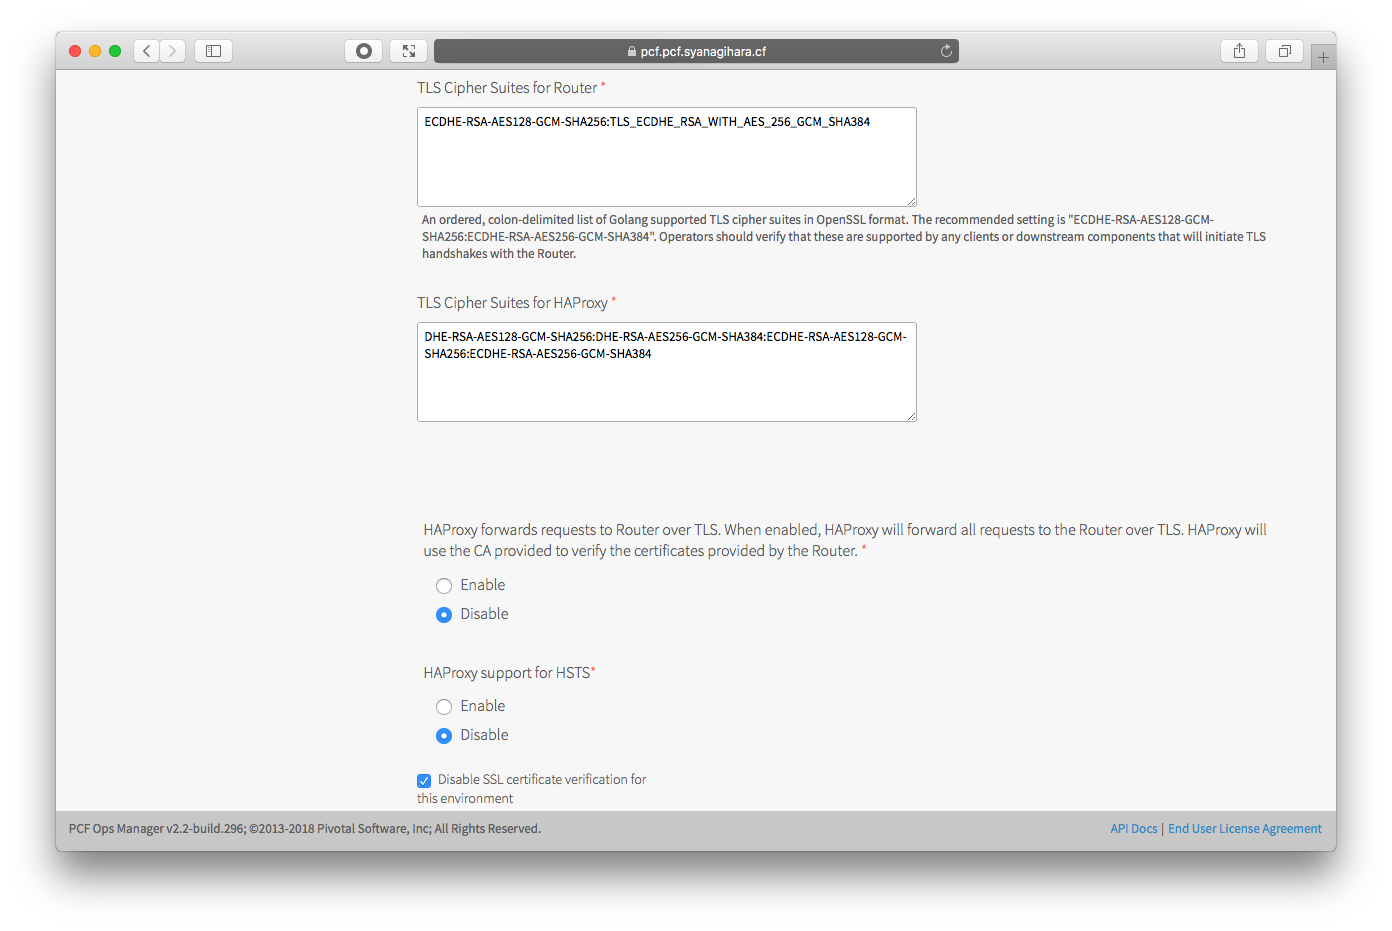 pcf.pcf.syanagihara.cf
TLS Cipher Suites for Router *
ECDHE-RSA-AES128-GCM-SHA256:TLS_ECDHE_RSA_WITH_AES_256_GCM_SHA384
An ordered, colon-delimited list of Golang supported TLS cipher suites in OpenSSL format. The recommended setting is "ECDHE-RSA-AES128-GCM-
SHA256:ECDHE-RSA-AES256-GCM-SHA384". Operators should verify that these are supported by any clients or downstream components that will initiate TLS
handshakes with the Router.
TLS Cipher Suites for HAProxy *
DHE-RSA-AES128-GCM-SHA256:DHE-RSA-AES256-GCM-SHA384:ECDHE-RSA-AES128-GCM-
SHA256:ECDHE-RSA-AES256-GCM-SHA384
HAProxy forwards requests to Router over TLS. When enabled, HAProxy will forward all requests to the Router over TLS. HAProxy will
use the CA provided to verify the certificates provided by the Router. *
Enable
Disable
HAProxy support for HSTS*
Enable
Disable
Disable SSL certificate verification for
this environment
PCF Ops Manager v2.2-build.296; ©2013-2018 Pivotal Software, Inc; All Rights Reserved.
API Docs | End User License Agreement